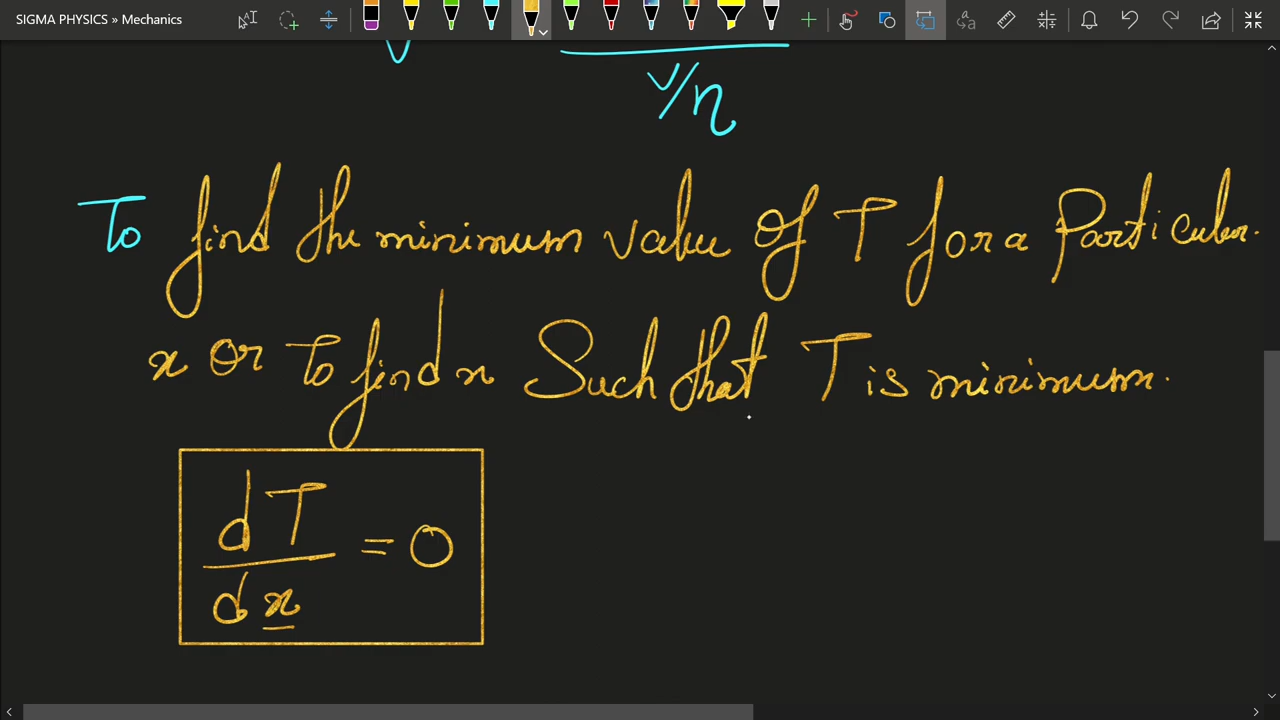 SIGMA PHYSICS » Mechanics
v
v/n
To find the minimum value of T for a Particular.
x or To find x Such that T is minimum.
dT
dx
= 0